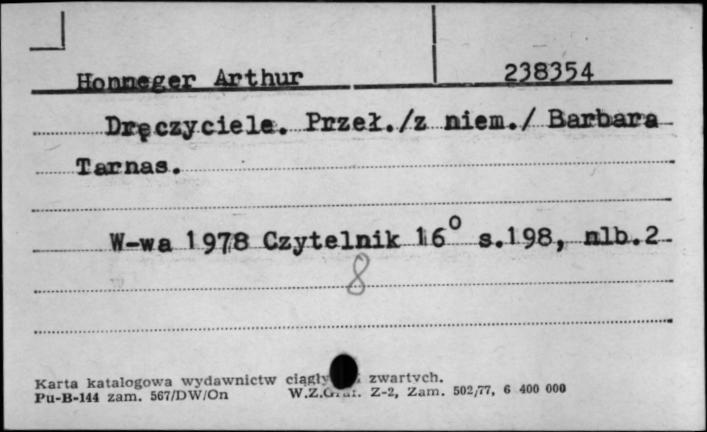 Honneger Arthur 238354
Dręczyciele. Przeł./z niem./ Barbara
Tarnas.
W-wa 1978 Czytelnik 16° s.198, nlb.2
8
Karta katalogowa wydawnictw zwartych.
Pu-B-144 zam. 567/DW/On W.Z.Graf. Z-2, Zam. 502/77, 6 400 000